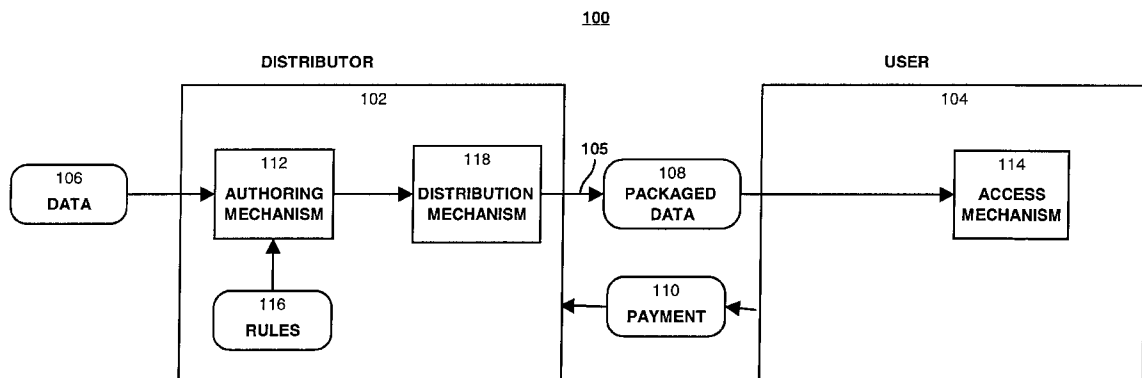 100
DISTRIBUTOR
USER
102
104
112
AUTHORING
MECHANISM
118
DISTRIBUTION
MECHANISM
105
106
DATA
108
PACKAGED
DATA
114
ACCESS
MECHANISM
116
RULES
110
PAYMENT